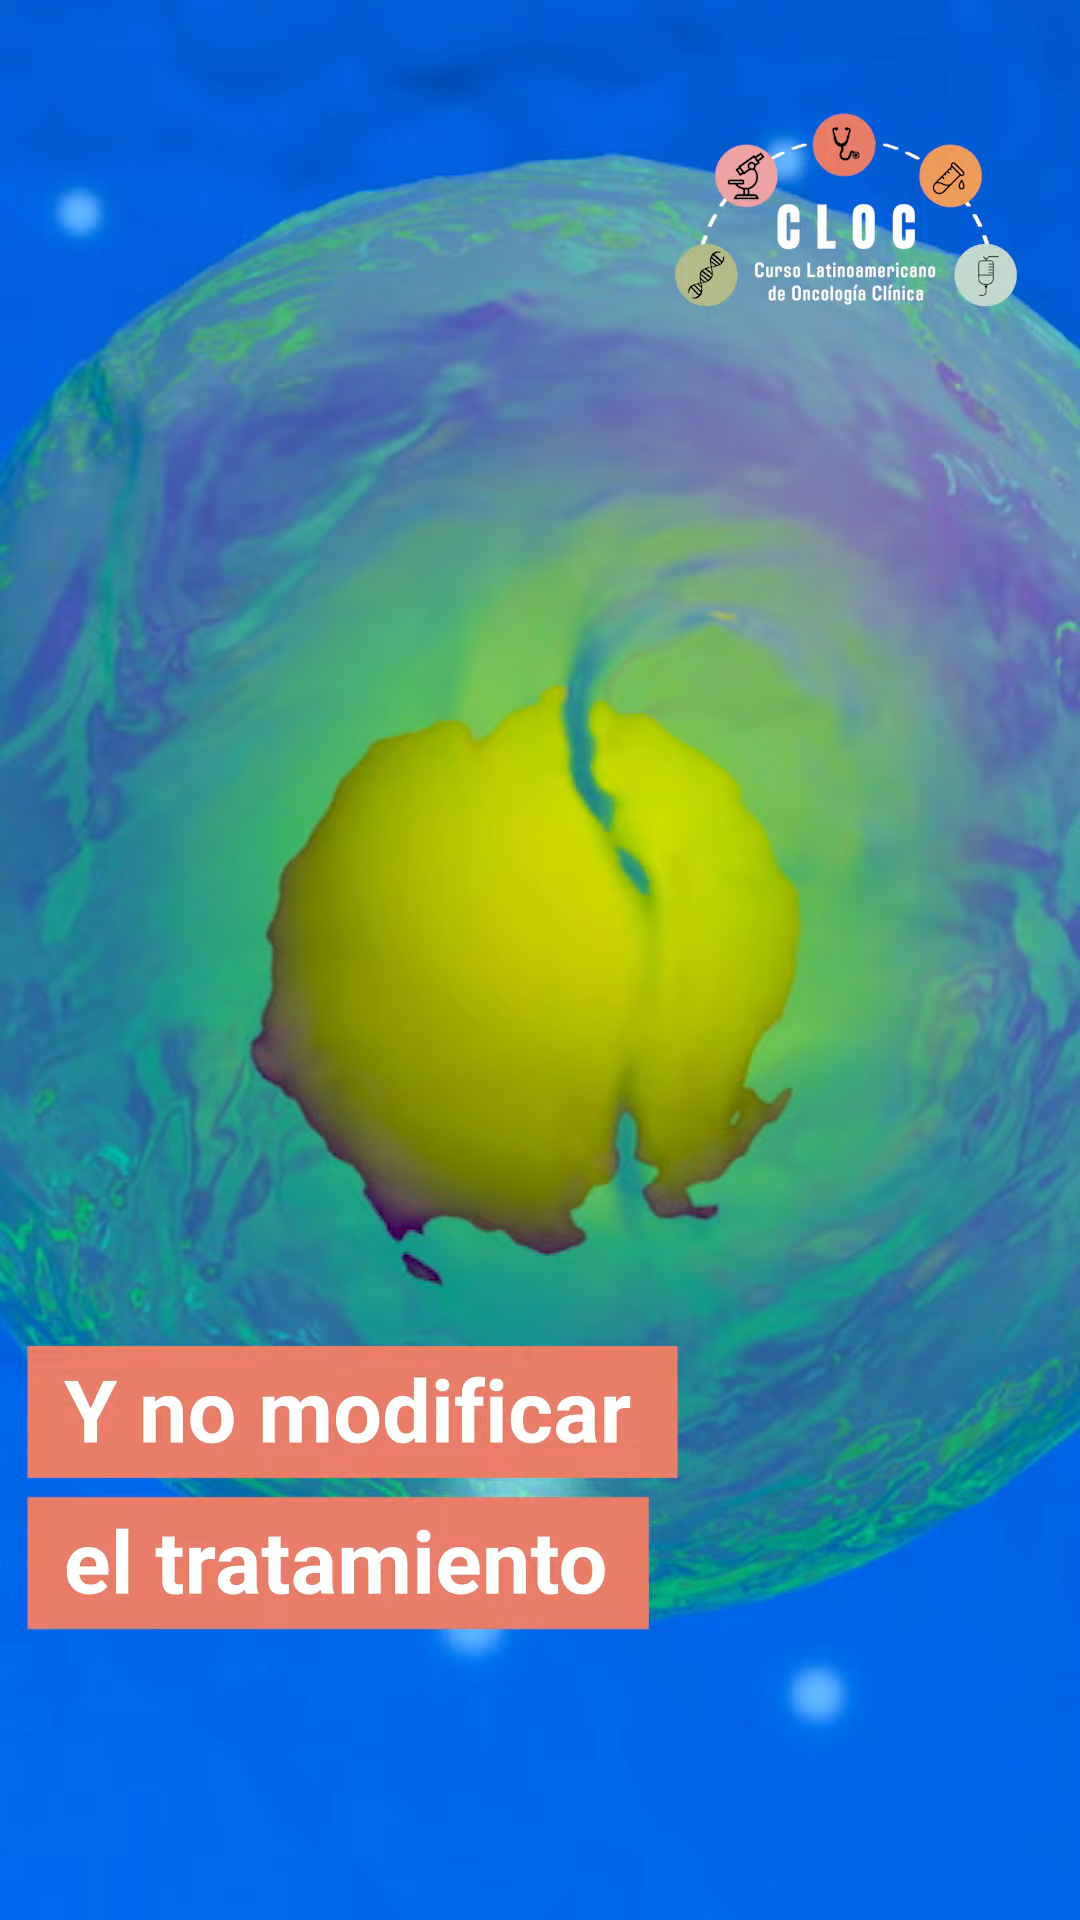 CLOC
Curso Latinoamericano
de Oncología Clínica
Y no modificar
el tratamiento